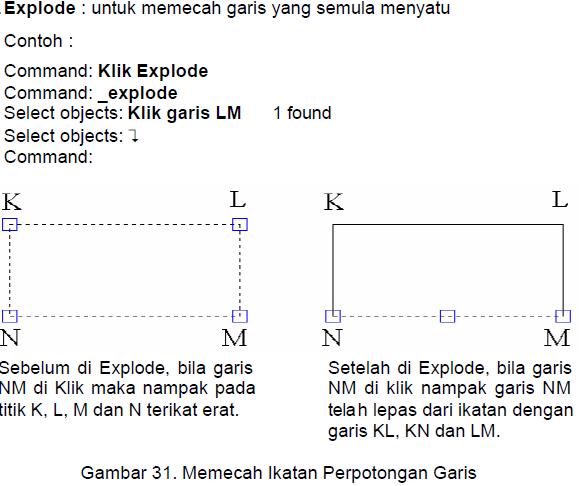 Explode : untuk memecah garis yang semula menyatu
Contoh :
Command: Klik Explode
Command: _explode
Select objects: Klik garis LM 1 found
Select objects: ↴
Command:
K L K L
N M N M
Sebelum di Explode, bila garis
NM di Klik maka nampak pada
titik K, L, M dan N terikat erat.
Setelah di Explode, bila garis
NM di klik nampak garis NM
telah lepas dari ikatan dengan
garis KL, KN dan LM.
Gambar 31. Memecah Ikatan Perpotongan Garis